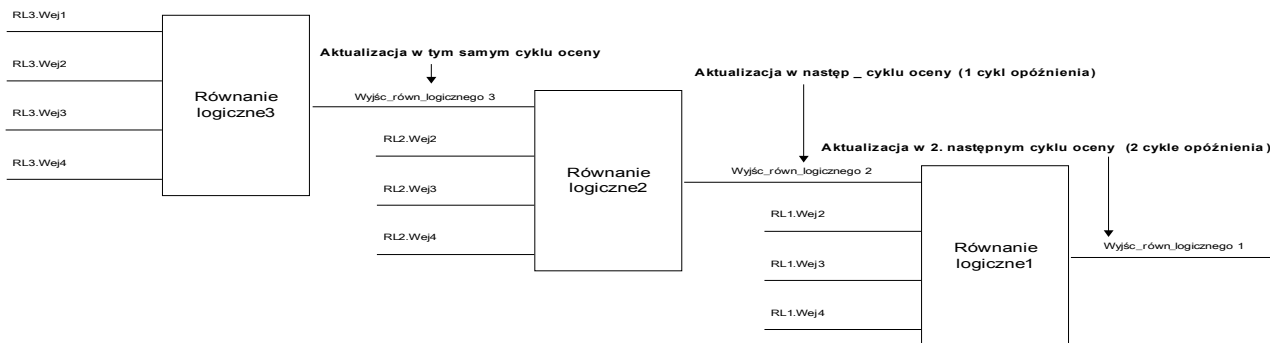 RL3.Wej1
RL3.Wej2
RL3.Wej3
RL3.Wej4
Równanie
logiczne3
Aktualizacja w tym samym cyklu oceny
Wyjśc_równ_logicznego 3
RL2.Wej2
RL2.Wej3
RL2.Wej4
Równanie
logiczne2
Aktualizacja w następ _ cyklu oceny (1 cykl opóźnienia)
Wyjśc_równ_logicznego 2
RL1.Wej2
RL1.Wej3
RL1.Wej4
Równanie
logiczne1
Aktualizacja w 2. następnym cyklu oceny (2 cykle opóźnienia)
Wyjśc_równ_logicznego 1